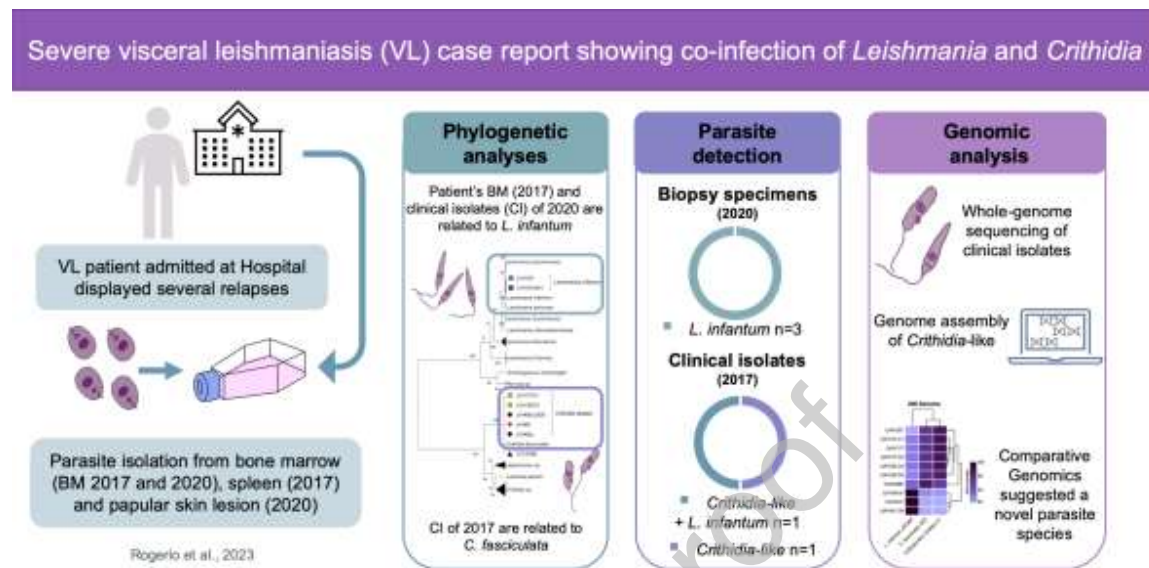 Severe visceral leishmaniasis (VL) case report showing co-infection of Leishmania and Crithidia
VL patient admitted at Hospital
displayed several relapses
Parasite isolation from bone marrow
(BM 2017 and 2020), spleen (2017)
and papular skin lesion (2020)
Rogerio et al., 2023
Phylogenetic
analyses
Patient's BM (2017) and
clinical isolates (CI) of 2020 are
related to L. infantum
CI of 2017 are related to
C. fasciculata
Parasite
detection
Biopsy specimens
(2020)
L. infantum n=3
Clinical isolates
(2017)
Crithidia-like
+ L. infantum n=1
Crithidia-like n=1
Genomic
analysis
Whole-genome
sequencing of
clinical isolates
Genome assembly
of Crithidia-like
Comparative
Genomics
suggested a
novel parasite
species
roof